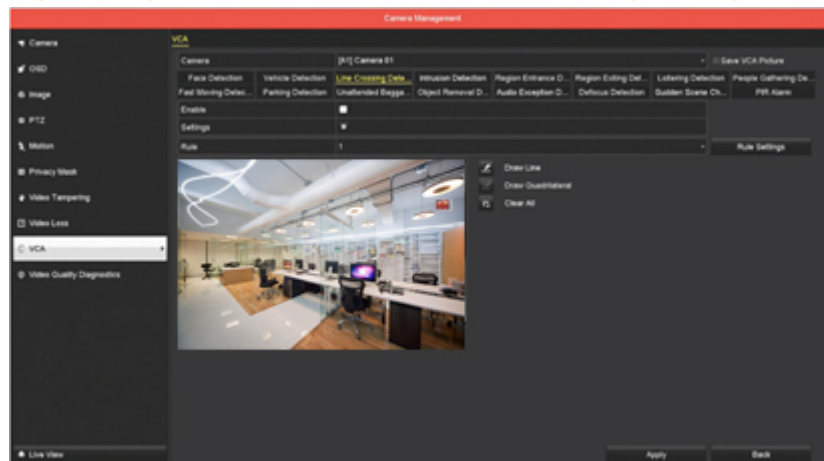 Camera Management
Camera
OSD
Image
PTZ
Motion
Privacy Mask
Video Tampering
Video Loss
VCA
Video Quality Diagnostics
Live View
VCA
Camera [A1] Camera 01 Save VCA Picture
Face Detection Vehicle Detection Line Crossing Dete... Intrusion Detection Region Entrance D... Region Exiting Det... Loitering Detection People Gathering De...
Fast Moving Detec... Parking Detection Unattended Bagga... Object Removal D... Audio Exception D... Defocus Detection Sudden Scene Ch... PIR Alarm
Enable
Settings
Rule 1 Rule Settings
Draw Line
Draw Quadrilateral
Clear All
Apply Back